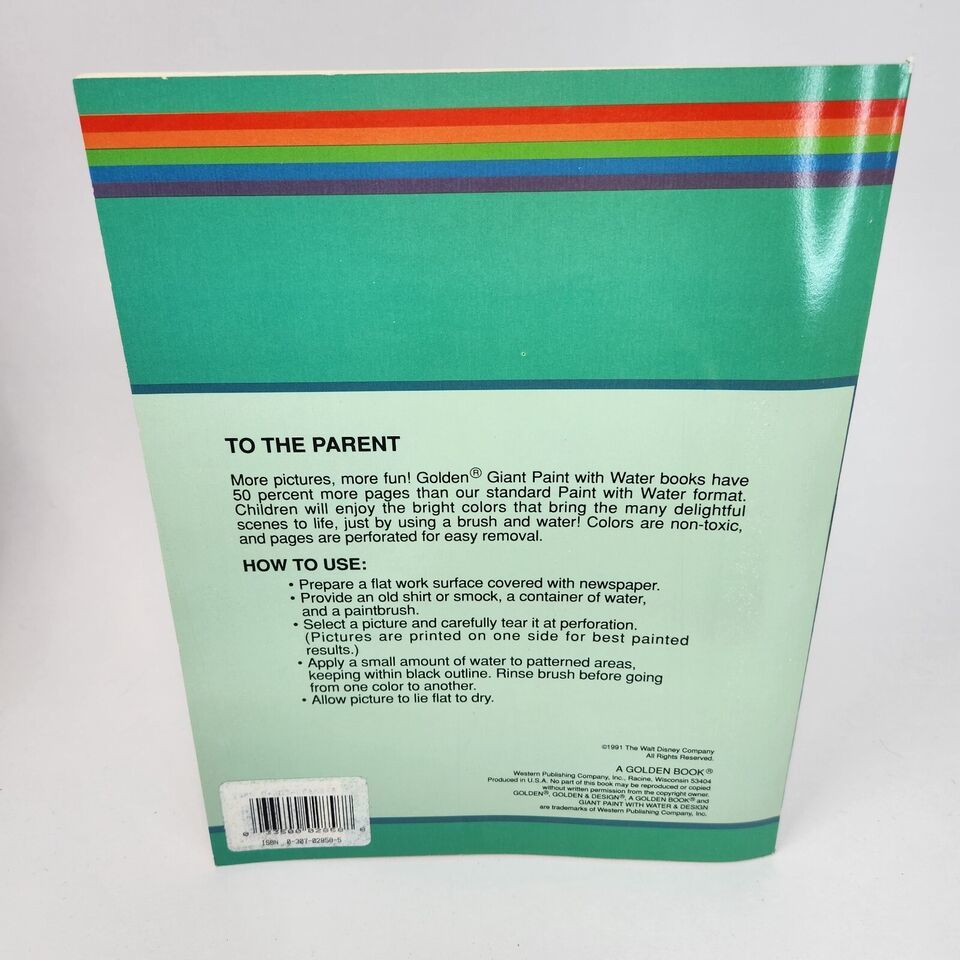 TO THE PARENT
More pictures, more fun! Golden® Giant Paint with Water books have
50 percent more pages than our standard Paint with Water format.
Children will enjoy the bright colors that bring the many delightful
scenes to life, just by using a brush and water! Colors are non-toxic,
and pages are perforated for easy removal.
HOW TO USE:
• Prepare a flat work surface covered with newspaper.
• Provide an old shirt or smock, a container of water,
and a paintbrush.
• Select a picture and carefully tear it at perforation.
(Pictures are printed on one side for best painted
results.)
• Apply a small amount of water to patterned areas,
keeping within black outline. Rinse brush before going
from one color to another.
• Allow picture to lie flat to dry.
©1991 The Walt Disney Company
All Rights Reserved.
A GOLDEN BOOK®
Western Publishing Company, Inc., Racine, Wisconsin 53404
Produced in U.S.A. No part of this book may be reproduced or copied
without written permission from the copyright owner.
GOLDEN®, GOLDEN & DESIGN®, A GOLDEN BOOK® and
GIANT PAINT WITH WATER & DESIGN
are trademarks of Western Publishing Company, Inc.
ISBN